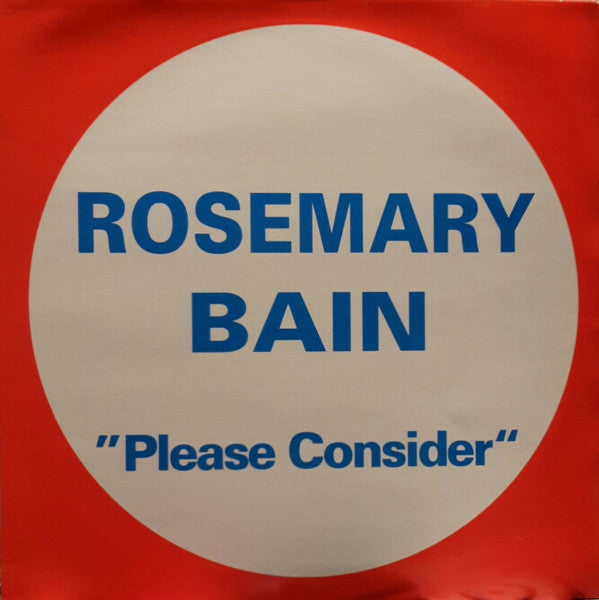 ROSEMARY
BAIN
"Please Consider“